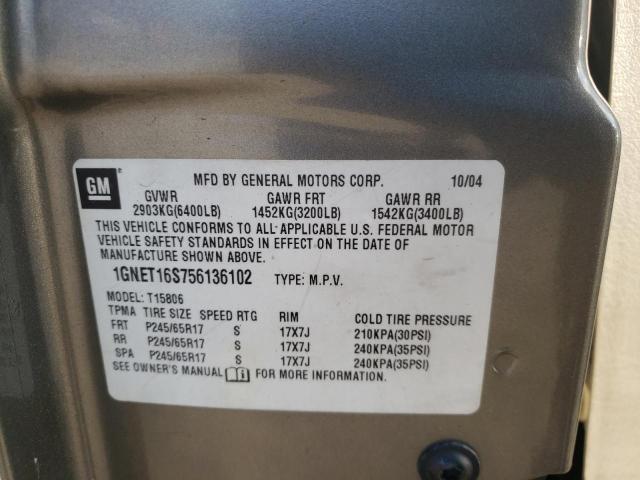 GM
MFD BY GENERAL MOTORS CORP. 10/04
GVWR GAWR FRT GAWR RR
2903KG(6400LB) 1452KG(3200LB) 1542KG(3400LB)
THIS VEHICLE CONFORMS TO ALL APPLICABLE U.S. FEDERAL MOTOR
VEHICLE SAFETY STANDARDS IN EFFECT ON THE DATE OF
MANUFACTURE SHOWN ABOVE.
1GNET16S756136102 TYPE: M.P.V.
MODEL: T15806
TPMA TIRE SIZE SPEED RTG RIM COLD TIRE PRESSURE
FRT P245/65R17 S 17X7J 210KPA(30PSI)
RR P245/65R17 S 17X7J 240KPA(35PSI)
SPA P245/65R17 S 17X7J 240KPA(35PSI)
SEE OWNER'S MANUAL FOR MORE INFORMATION.